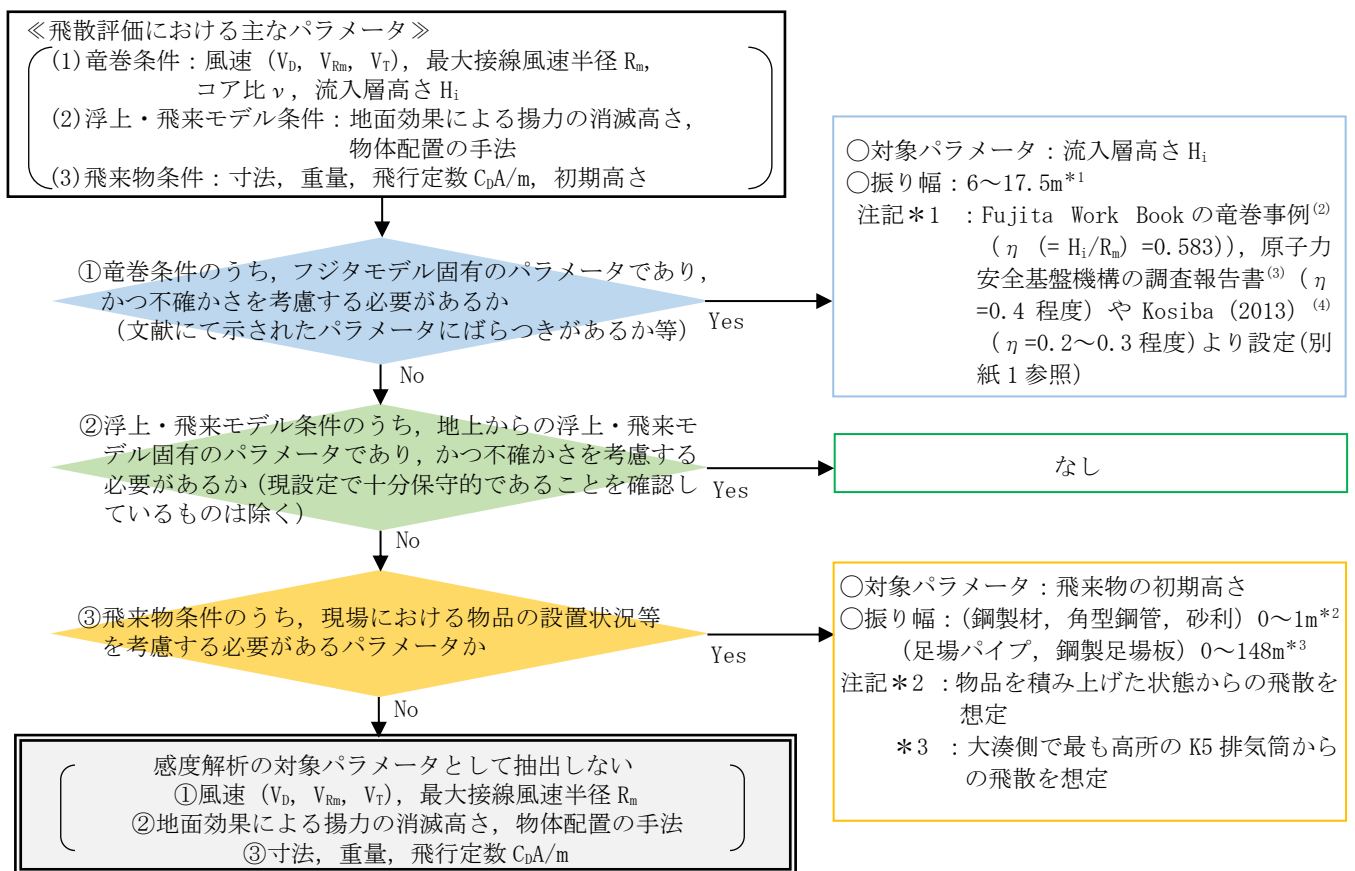 ≪飛散評価における主なパラメータ≫
(1)竜巻条件：風速（V_D, V_Rm, V_T），最大接線風速半径 R_m，
コア比ν，流入層高さ H_i
(2)浮上・飛来モデル条件：地面効果による揚力の消滅高さ，
物体配置の手法
(3)飛来物条件：寸法，重量，飛行定数 C_DA/m，初期高さ
①竜巻条件のうち，フジタモデル固有のパラメータであり，
かつ不確かさを考慮する必要があるか
（文献にて示されたパラメータにばらつきがあるか等）
Yes
No
○対象パラメータ：流入層高さ H_i
○振り幅：6～17.5m*1
注記＊1 ：Fujita Work Book の竜巻事例(2)
（η (= H_i/R_m) =0.583)），原子力
安全基盤機構の調査報告書(3)（η
=0.4 程度）や Kosiba（2013）(4)
（η=0.2～0.3 程度）より設定(別
紙 1 参照)
②浮上・飛来モデル条件のうち，地上からの浮上・飛来モ
デル固有のパラメータであり，かつ不確かさを考慮する
必要があるか（現設定で十分保守的であることを確認し
ているものは除く）
Yes
No
なし
③飛来物条件のうち，現場における物品の設置状況等
を考慮する必要があるパラメータか
Yes
No
○対象パラメータ：飛来物の初期高さ
○振り幅：(鋼製材，角型鋼管，砂利）0～1m*2
（足場パイプ，鋼製足場板）0～148m*3
注記＊2 ：物品を積み上げた状態からの飛散を
想定
＊3 ：大湊側で最も高所の K5 排気筒から
の飛散を想定
感度解析の対象パラメータとして抽出しない
①風速（V_D, V_Rm, V_T），最大接線風速半径 R_m
②地面効果による揚力の消滅高さ，物体配置の手法
③寸法，重量，飛行定数 C_DA/m